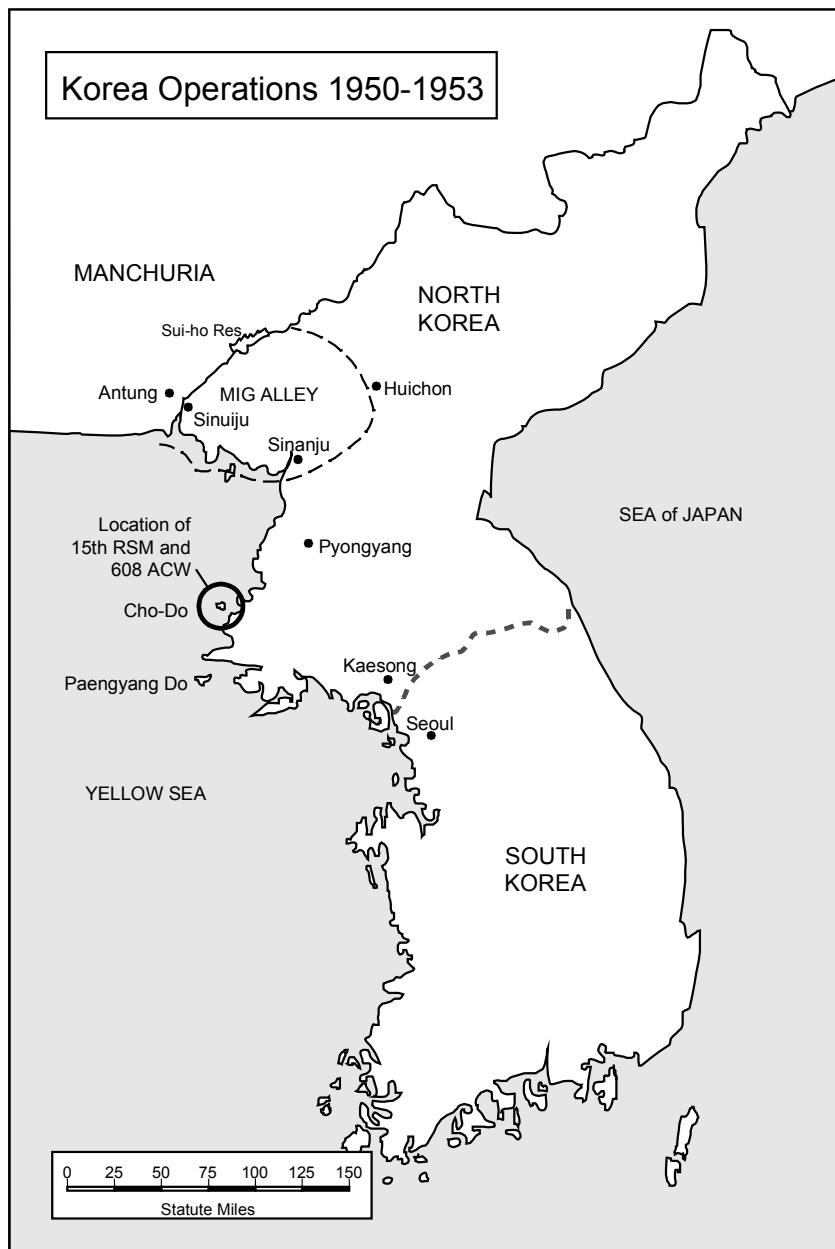 Korea Operations 1950-1953
MANCHURIA
NORTH
KOREA
Sui-ho Res.
Antung
MIG ALLEY
Huichon
Sinuiju
Sinanju
SEA of JAPAN
Location of
15th RSM and
608 ACW
Pyongyang
Cho-Do
Kaesong
Paengyang Do
Seoul
YELLOW SEA
SOUTH
KOREA
0 25 50 75 100 125 150
Statute Miles